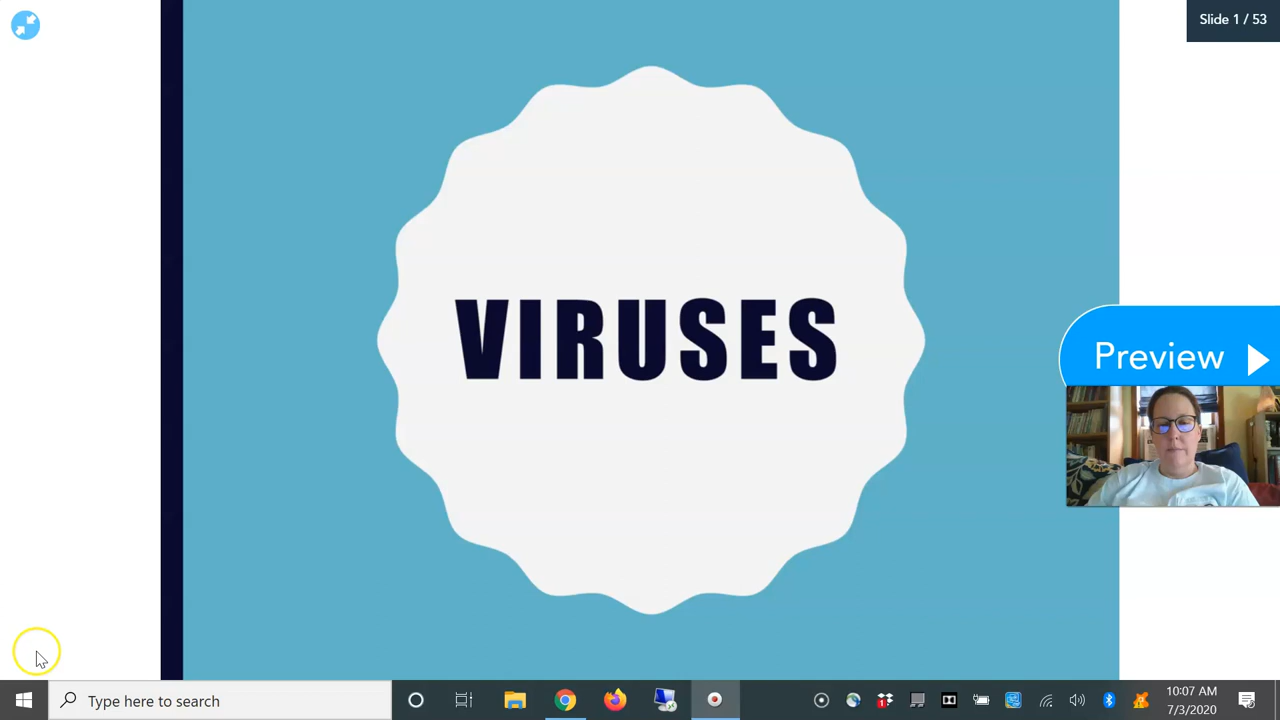 Slide 1 / 53
VIRUSES
Preview
Type here to search
10:07 AM
7/3/2020